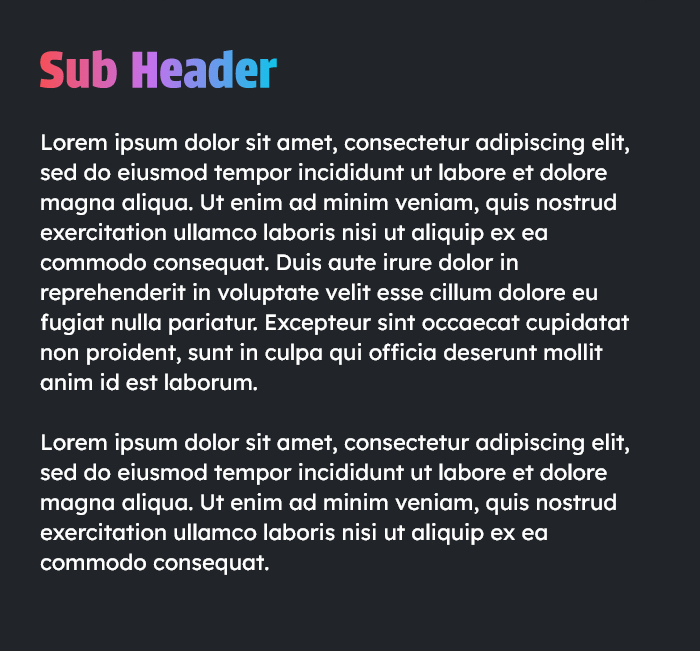 Sub Header
Lorem ipsum dolor sit amet, consectetur adipiscing elit,
sed do eiusmod tempor incididunt ut labore et dolore
magna aliqua. Ut enim ad minim veniam, quis nostrud
exercitation ullamco laboris nisi ut aliquip ex ea
commodo consequat. Duis aute irure dolor in
reprehenderit in voluptate velit esse cillum dolore eu
fugiat nulla pariatur. Excepteur sint occaecat cupidatat
non proident, sunt in culpa qui officia deserunt mollit
anim id est laborum.
Lorem ipsum dolor sit amet, consectetur adipiscing elit,
sed do eiusmod tempor incididunt ut labore et dolore
magna aliqua. Ut enim ad minim veniam, quis nostrud
exercitation ullamco laboris nisi ut aliquip ex ea
commodo consequat.